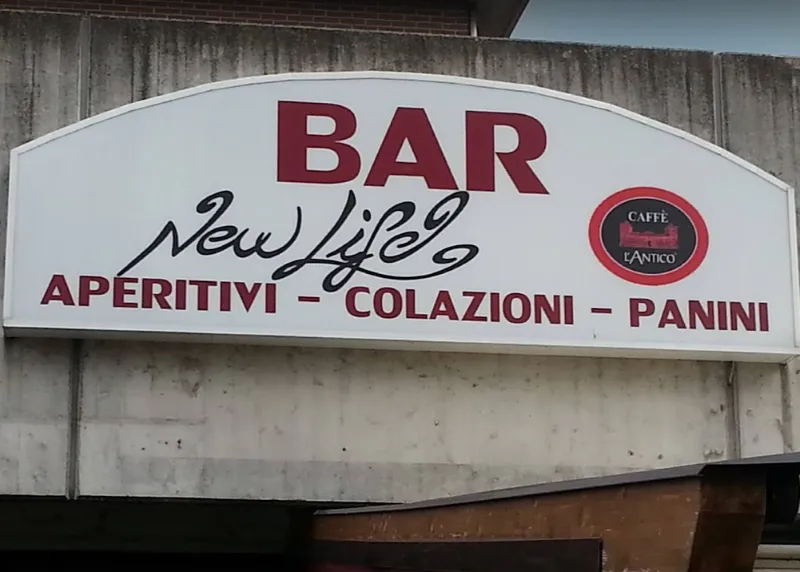 BAR
New Life
CAFFÈ
L'ANTICO
APERITIVI - COLAZIONI - PANINI